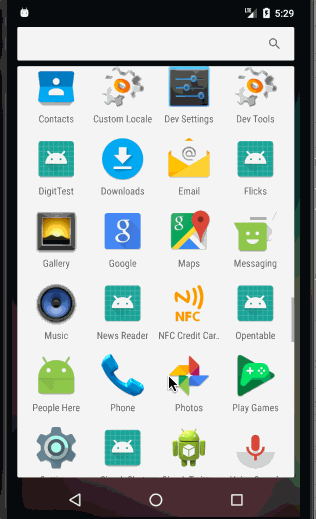 5:29
Contacts Custom Locale Dev Settings Dev Tools
@
DigitTest Downloads Email Flicks
g
Gallery Google Maps Messaging
NFC
Music News Reader NFC Credit Car.. Opentable
People Here Phone Photos Play Games